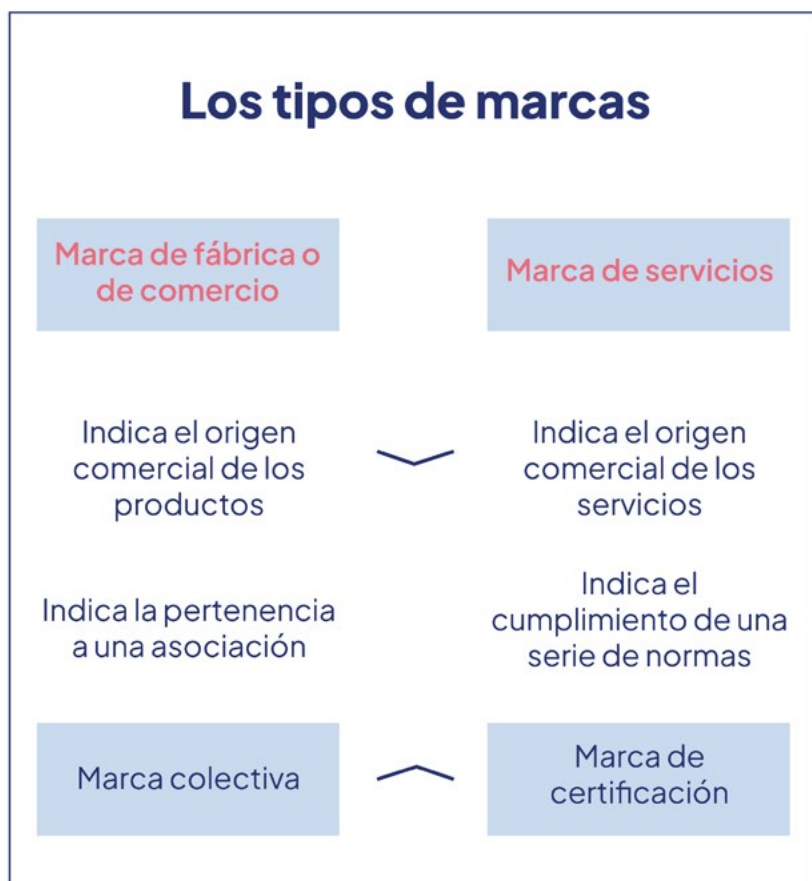 Los tipos de marcas
Marca de fábrica o
de comercio
Marca de servicios
Indica el origen
comercial de los
productos
Indica el origen
comercial de los
servicios
Indica la pertenencia
a una asociación
Indica el
cumplimiento de una
serie de normas
Marca colectiva
Marca de
certificación